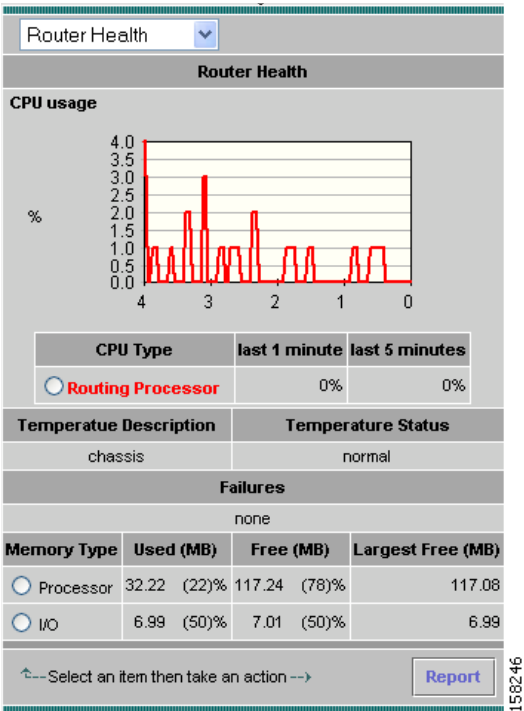 Router Health
Router Health
CPU usage
4.0
3.5
3.0
2.5
%
2.0
1.5
1.0
0.5
0.0
4 3 2 1 0
CPU Type last 1 minute last 5 minutes
Routing Processor 0% 0%
Temperatue Description Temperature Status
chassis normal
Failures
none
Memory Type Used (MB) Free (MB) Largest Free (MB)
Processor 32.22 (22)% 117.24 (78)% 117.08
I/O 6.99 (50)% 7.01 (50)% 6.99
Select an item then take an action --> Report
158246